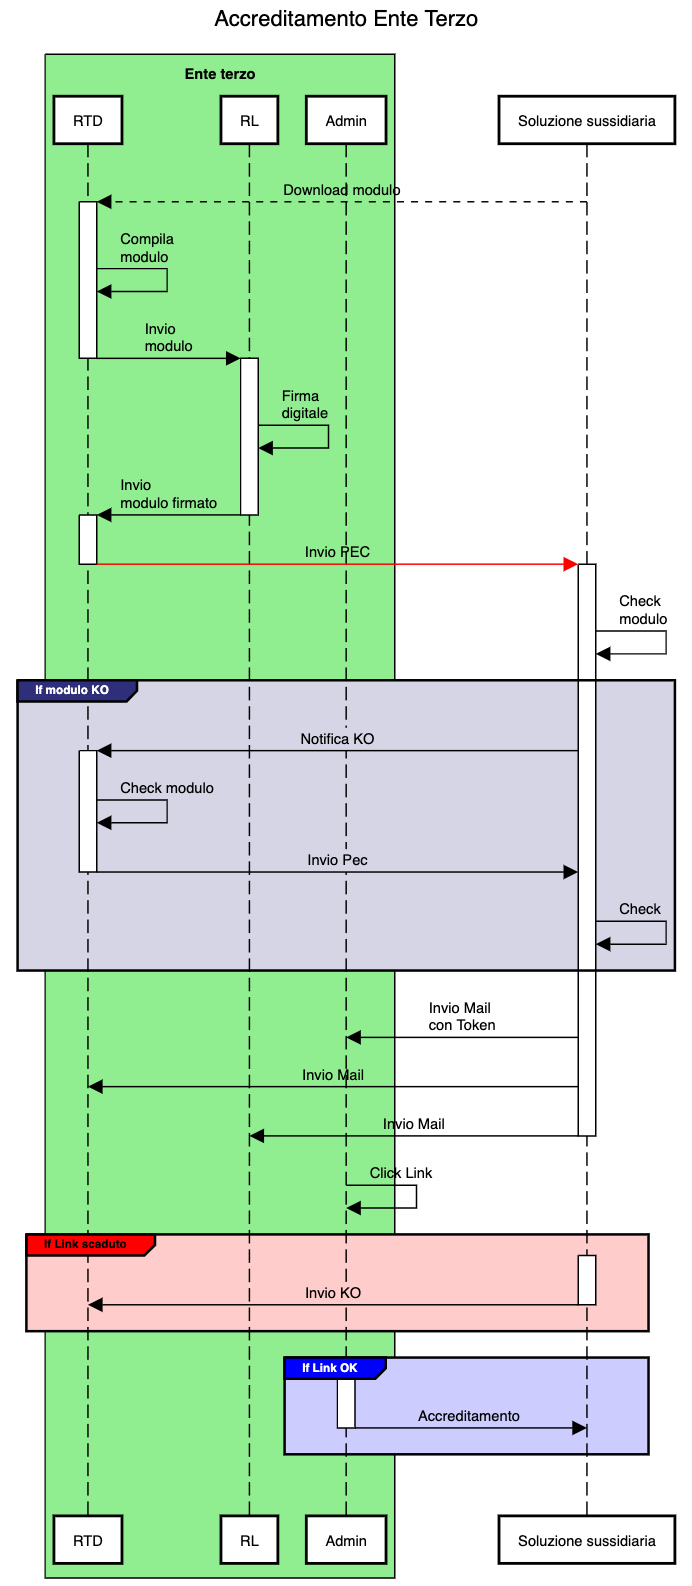 Accreditamento Ente Terzo
Ente terzo
RTD
RL
Admin
Soluzione sussidiaria
Download modulo
Compila
modulo
Invio
modulo
Firma
digitale
Invio
modulo firmato
Invio PEC
Check
modulo
If modulo KO
Notifica KO
Check modulo
Invio Pec
Check
Invio Mail
con Token
Invio Mail
Invio Mail
Click Link
If Link scaduto
Invio KO
If Link OK
Accreditamento
RTD
RL
Admin
Soluzione sussidiaria